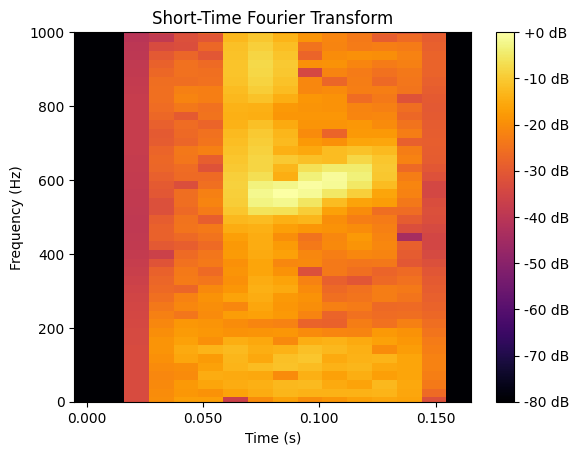 Short-Time Fourier Transform
1000
800
600
400
200
0
Frequency (Hz)
0.000
0.050
0.100
0.150
Time (s)
+0 dB
-10 dB
-20 dB
-30 dB
-40 dB
-50 dB
-60 dB
-70 dB
-80 dB